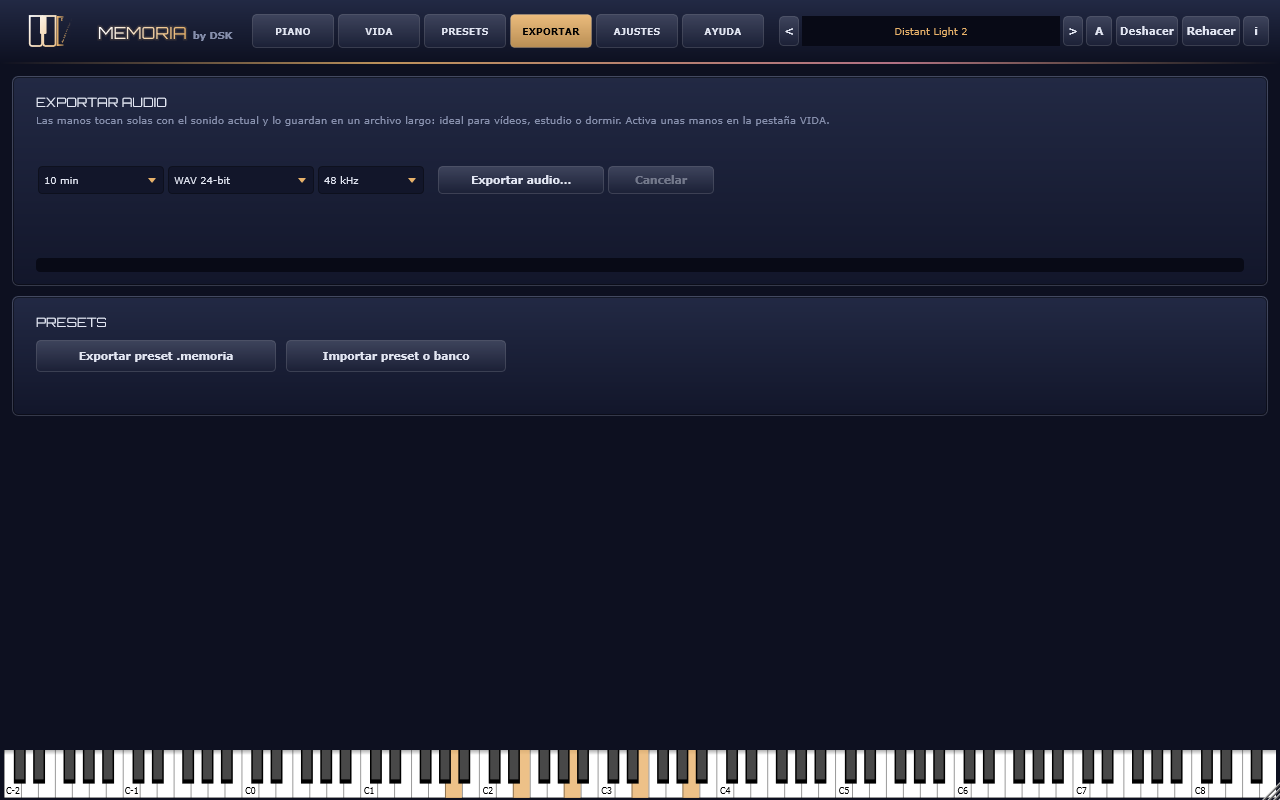 MEMORIA by DSK PIANO VIDA PRESETS EXPORTAR AJUSTES AYUDA < Distant Light 2 > A Deshacer Rehacer i
EXPORTAR AUDIO
Las manos tocan solas con el sonido actual y lo guardan en un archivo largo: ideal para vídeos, estudio o dormir. Activa unas manos en la pestaña VIDA.
10 min WAV 24-bit 48 kHz Exportar audio... Cancelar
PRESETS
Exportar preset .memoria Importar preset o banco
C-2 C-1 C0 C1 C2 C3 C4 C5 C6 C7 C8